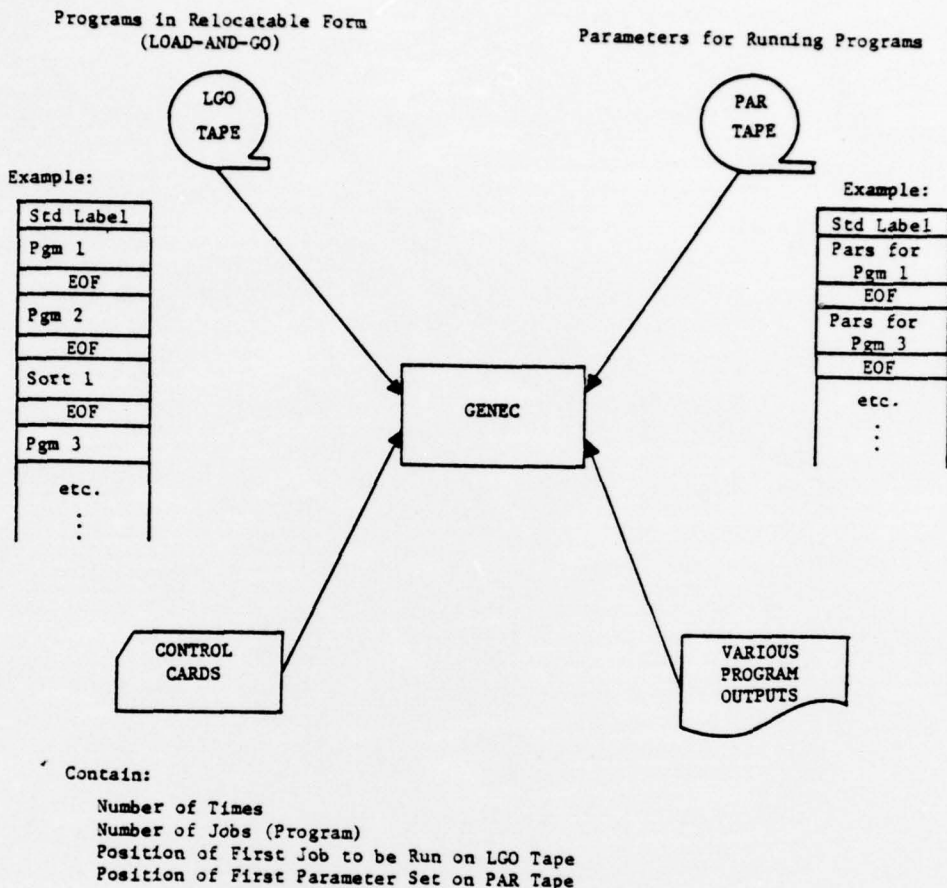 Programs in Relocatable Form
(LOAD-AND-GO)
Parameters for Running Programs
LGO
TAPE
PAR
TAPE
Example:
Std Label
Pgm 1
EOF
Pgm 2
EOF
Sort 1
EOF
Pgm 3
etc.
Example:
Std Label
Pars for
Pgm 1
EOF
Pars for
Pgm 3
EOF
etc.
GENEC
CONTROL
CARDS
VARIOUS
PROGRAM
OUTPUTS
Contain:
Number of Times
Number of Jobs (Program)
Position of First Job to be Run on LGO Tape
Position of First Parameter Set on PAR Tape